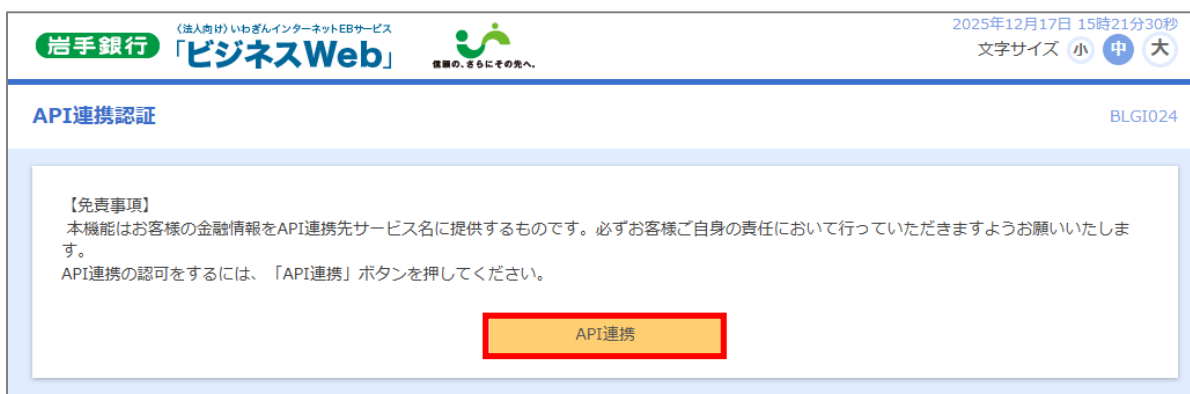 岩手銀行
〈法人向け〉いわぎんインターネットEBサービス
「ビジネスWeb」
信頼の、さらにその先へ。
2025年12月17日 15時21分30秒
文字サイズ 小 中 大
API連携認証
BLGI024
【免責事項】
本機能はお客様の金融情報をAPI連携先サービス名に提供するものです。必ずお客様ご自身の責任において行っていただきますようお願いいたしま
す。
API連携の認可をするには、「API連携」ボタンを押してください。
API連携